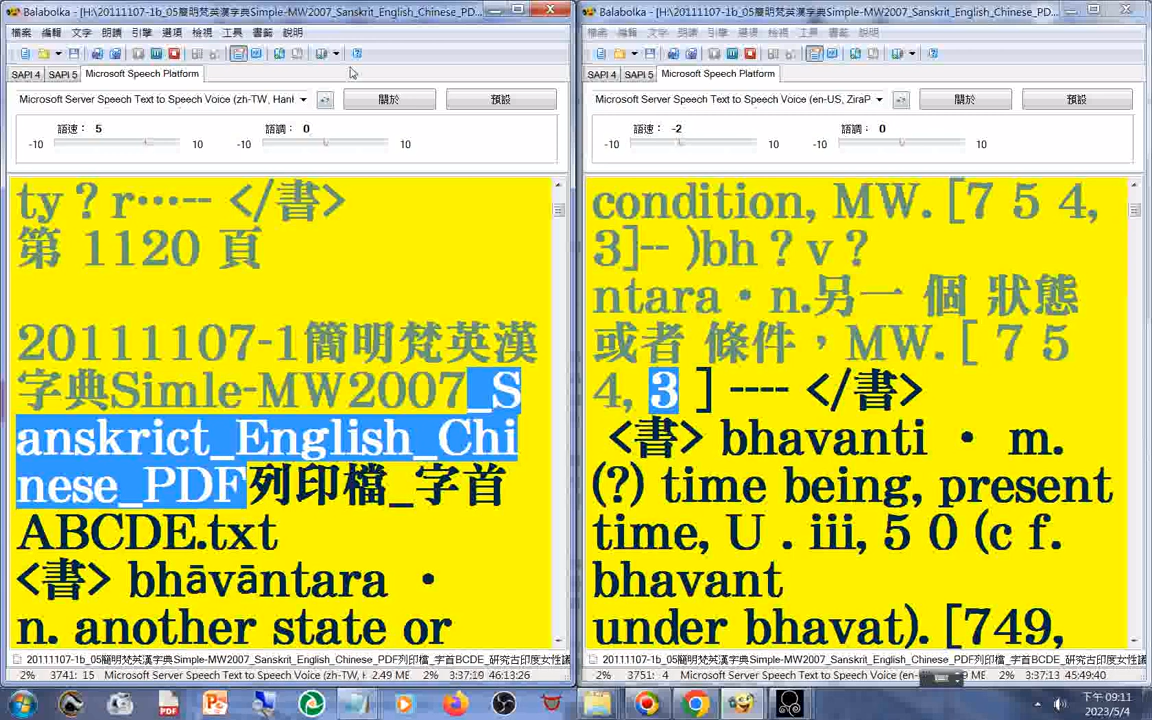 Balabolka - [H:\20111107-1b_05簡明梵英漢字典Simple-MW2007_Sanskrit_English_Chinese_PD...
檔案 編輯 文字 朗讀 引擎 選項 檢視 工具 書籤 說明
SAPI 4 SAPI 5 Microsoft Speech Platform
Microsoft Server Speech Text to Speech Voice (zh-TW, Han
關於 預設
語速： 5 語調： 0
-10 10 -10 10
ty ? r…-- </書>
第 1120 頁
20111107-1簡明梵英漢
字典Simle-MW2007_S
anskrict_English_Chi
nese_PDF列印檔_字首
ABCDE.txt
<書> bhāvāntara •
n. another state or
20111107-1b_05簡明梵英漢字典Simple-MW2007_Sanskrit_English_Chinese_PDF列印檔_字首BCDE_研究古印度女性議
2% 3741: 15 Microsoft Server Speech Text to Speech Voice (zh-TW, H 2.49 ME 2% 3:37:19 46:13:26
Balabolka - [H:\20111107-1b_05簡明梵英漢字典Simple-MW2007_Sanskrit_English_Chinese_PD...
檔案 編輯 文字 朗讀 引擎 選項 檢視 工具 書籤 說明
SAPI 4 SAPI 5 Microsoft Speech Platform
Microsoft Server Speech Text to Speech Voice (en-US, ZiraP
關於 預設
語速： -2 語調： 0
-10 10 -10 10
condition, MW. [7 5 4,
3]-- )bh ? v ?
ntara • n.另一 個 狀態
或者 條件，MW. [ 7 5
4, 3 ] ---- </書>
<書> bhavanti • m.
(?) time being, present
time, U . iii, 5 0 (c f.
bhavant
under bhavat). [749,
20111107-1b_05簡明梵英漢字典Simple-MW2007_Sanskrit_English_Chinese_PDF列印檔_字首BCDE_研究古印度女性議
2% 3751: 4 Microsoft Server Speech Text to Speech Voice (en-us ME 2% 3:37:13 45:49:40
下午 09:11
2023/5/4